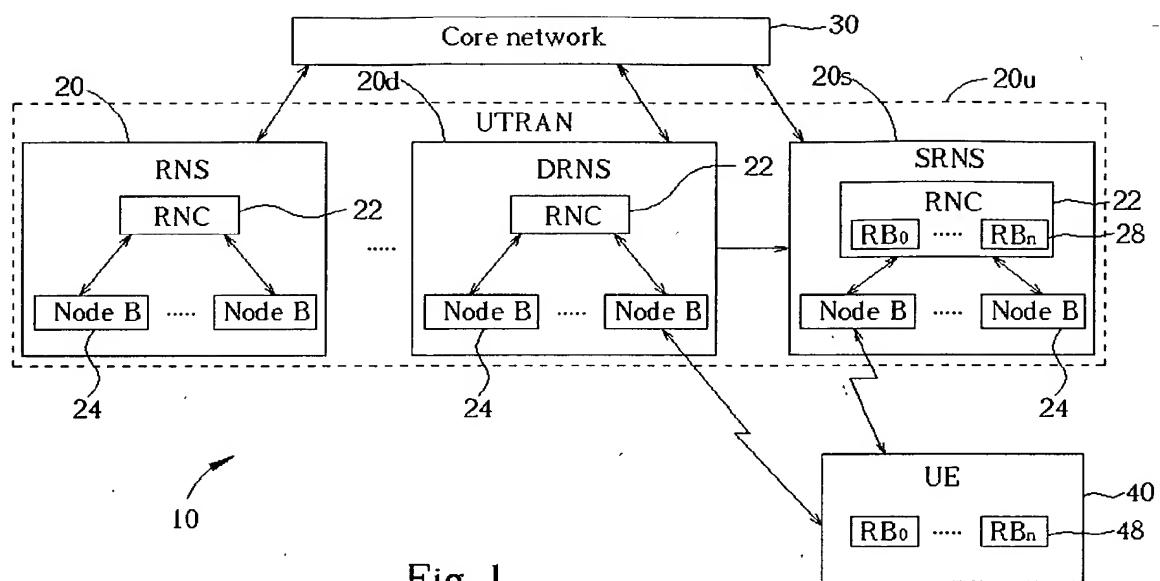 Core network 30
20 20d 20s 20u
UTRAN
RNS DRNS SRNS
RNC 22 RNC 22 RNC 22
RB0 ..... RBn 28
.....
Node B ..... Node B Node B ..... Node B Node B ..... Node B
24 24 24
10
UE 40
RB0 ..... RBn 48
Fig. 1